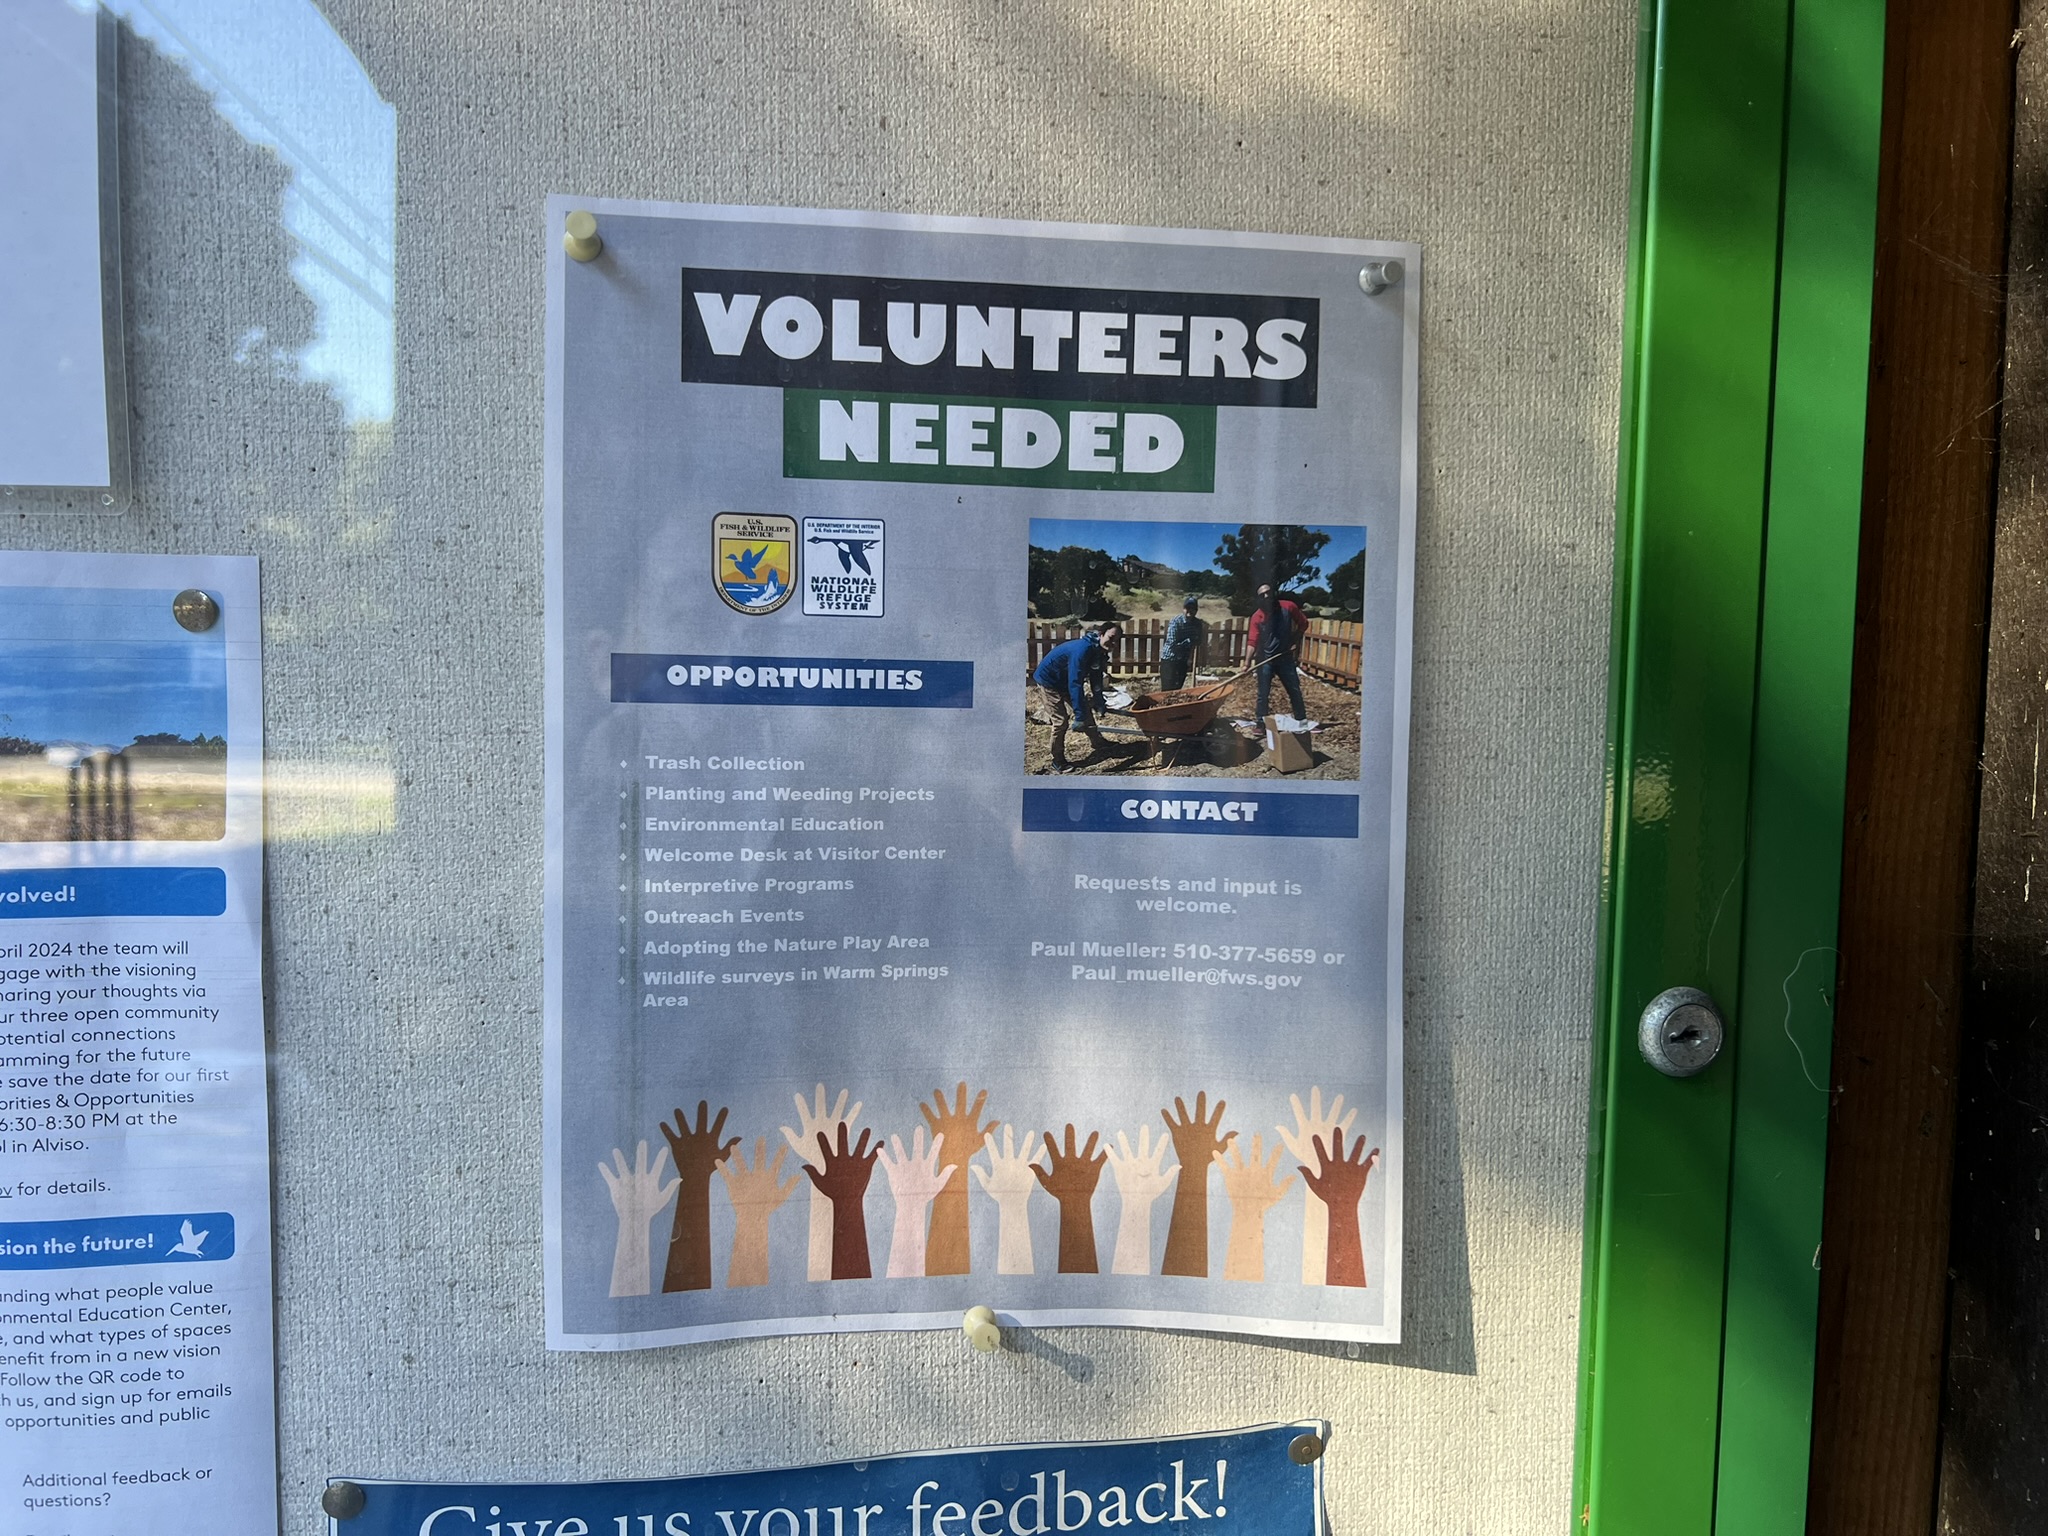 VOLUNTEERS
NEEDED
U.S.
FISH & WILDLIFE
SERVICE
DEPARTMENT OF THE INTERIOR
U.S. DEPARTMENT OF THE INTERIOR
U.S. Fish and Wildlife Service
NATIONAL
WILDLIFE
REFUGE
SYSTEM
OPPORTUNITIES
Trash Collection
Planting and Weeding Projects
Environmental Education
Welcome Desk at Visitor Center
Interpretive Programs
Outreach Events
Adopting the Nature Play Area
Wildlife surveys in Warm Springs
Area
CONTACT
Requests and input is
welcome.
Paul Mueller: 510-377-5659 or
Paul_mueller@fws.gov
volved!
pril 2024 the team will
gage with the visioning
haring your thoughts via
ur three open community
otential connections
amming for the future
e save the date for our first
orities & Opportunities
6:30-8:30 PM at the
ol in Alviso.
ov for details.
sion the future!
anding what people value
onmental Education Center,
e, and what types of spaces
enefit from in a new vision
Follow the QR code to
h us, and sign up for emails
opportunities and public
Additional feedback or
questions?
Give us your feedback!